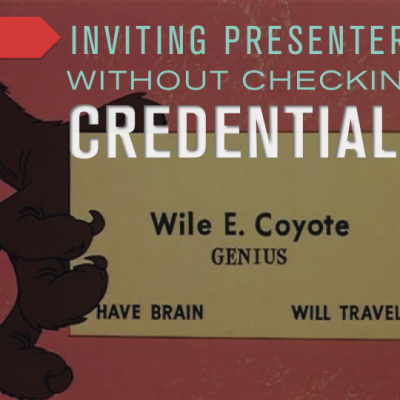 INVITING PRESENTER
WITHOUT CHECKIN
CREDENTIAL
Wile E. Coyote
GENIUS
HAVE BRAIN WILL TRAVEL